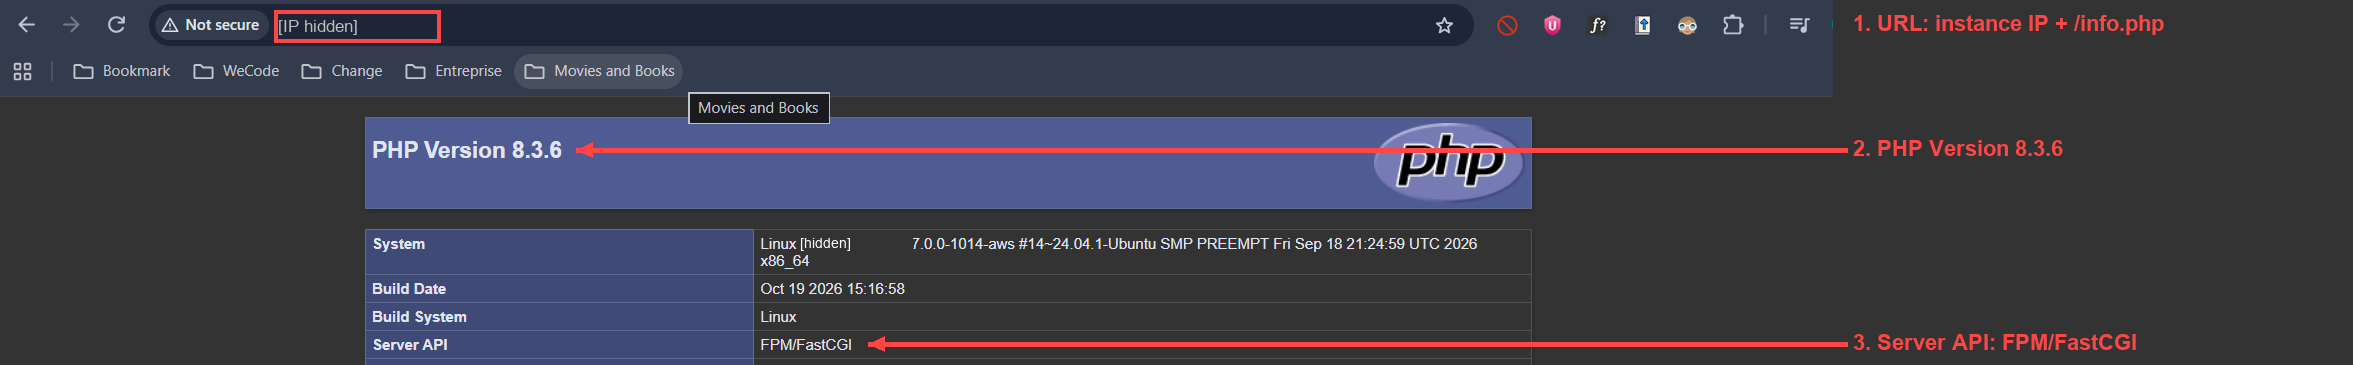 Not secure [IP hidden] 1. URL: instance IP + /info.php
Bookmark WeCode Change Entreprise Movies and Books
Movies and Books
PHP Version 8.3.6 php 2. PHP Version 8.3.6
System Linux [hidden] 7.0.0-1014-aws #14~24.04.1-Ubuntu SMP PREEMPT Fri Sep 18 21:24:59 UTC 2026
x86_64
Build Date Oct 19 2026 15:16:58
Build System Linux
Server API FPM/FastCGI 3. Server API: FPM/FastCGI